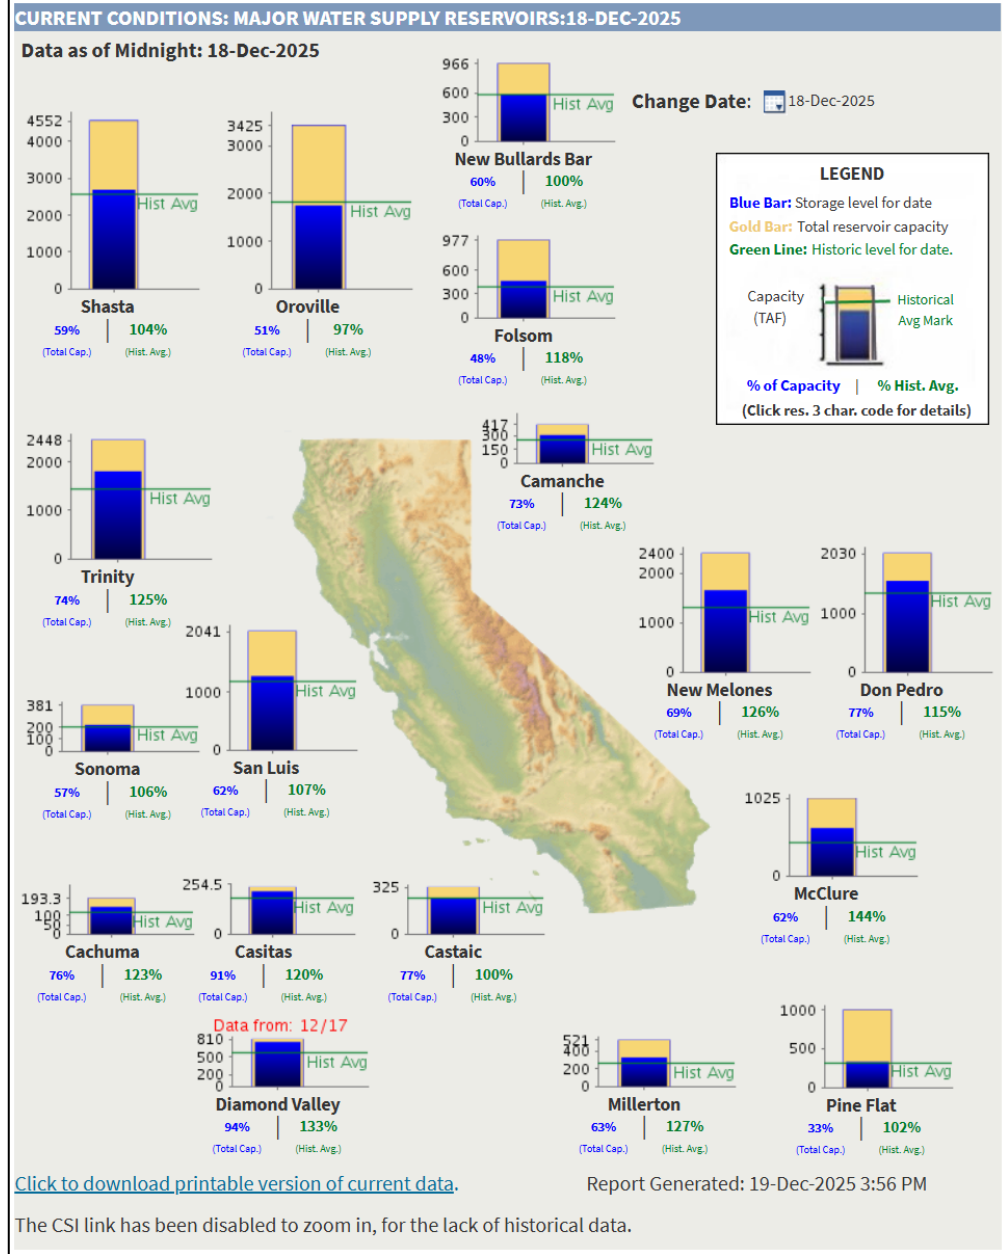 CURRENT CONDITIONS: MAJOR WATER SUPPLY RESERVOIRS:18-DEC-2025
Data as of Midnight: 18-Dec-2025
Change Date: 18-Dec-2025
4552
4000
3000
2000
1000
0
Hist Avg
Shasta
59% | 104%
(Total Cap.) (Hist. Avg.)
3425
3000
2000
1000
0
Hist Avg
Oroville
51% | 97%
(Total Cap.) (Hist. Avg.)
966
600
300
0
Hist Avg
New Bullards Bar
60% | 100%
(Total Cap.) (Hist. Avg.)
977
600
300
0
Hist Avg
Folsom
48% | 118%
(Total Cap.) (Hist. Avg.)
LEGEND
Blue Bar: Storage level for date
Gold Bar: Total reservoir capacity
Green Line: Historic level for date.
Capacity
(TAF)
Historical
Avg Mark
% of Capacity | % Hist. Avg.
(Click res. 3 char. code for details)
2448
2000
1000
0
Hist Avg
Trinity
74% | 125%
(Total Cap.) (Hist. Avg.)
417
300
150
0
Hist Avg
Camanche
73% | 124%
(Total Cap.) (Hist. Avg.)
2400
2000
1000
0
Hist Avg
New Melones
69% | 126%
(Total Cap.) (Hist. Avg.)
2030
1000
0
Hist Avg
Don Pedro
77% | 115%
(Total Cap.) (Hist. Avg.)
381
200
100
0
Hist Avg
Sonoma
57% | 106%
(Total Cap.) (Hist. Avg.)
2041
1000
0
Hist Avg
San Luis
62% | 107%
(Total Cap.) (Hist. Avg.)
1025
0
Hist Avg
McClure
62% | 144%
(Total Cap.) (Hist. Avg.)
193.3
100
50
0
Hist Avg
Cachuma
76% | 123%
(Total Cap.) (Hist. Avg.)
254.5
0
Hist Avg
Casitas
91% | 120%
(Total Cap.) (Hist. Avg.)
325
0
Hist Avg
Castaic
77% | 100%
(Total Cap.) (Hist. Avg.)
Data from: 12/17
810
500
200
0
Hist Avg
Diamond Valley
94% | 133%
(Total Cap.) (Hist. Avg.)
521
400
200
0
Hist Avg
Millerton
63% | 127%
(Total Cap.) (Hist. Avg.)
1000
500
0
Hist Avg
Pine Flat
33% | 102%
(Total Cap.) (Hist. Avg.)
Click to download printable version of current data.
Report Generated: 19-Dec-2025 3:56 PM
The CSI link has been disabled to zoom in, for the lack of historical data.